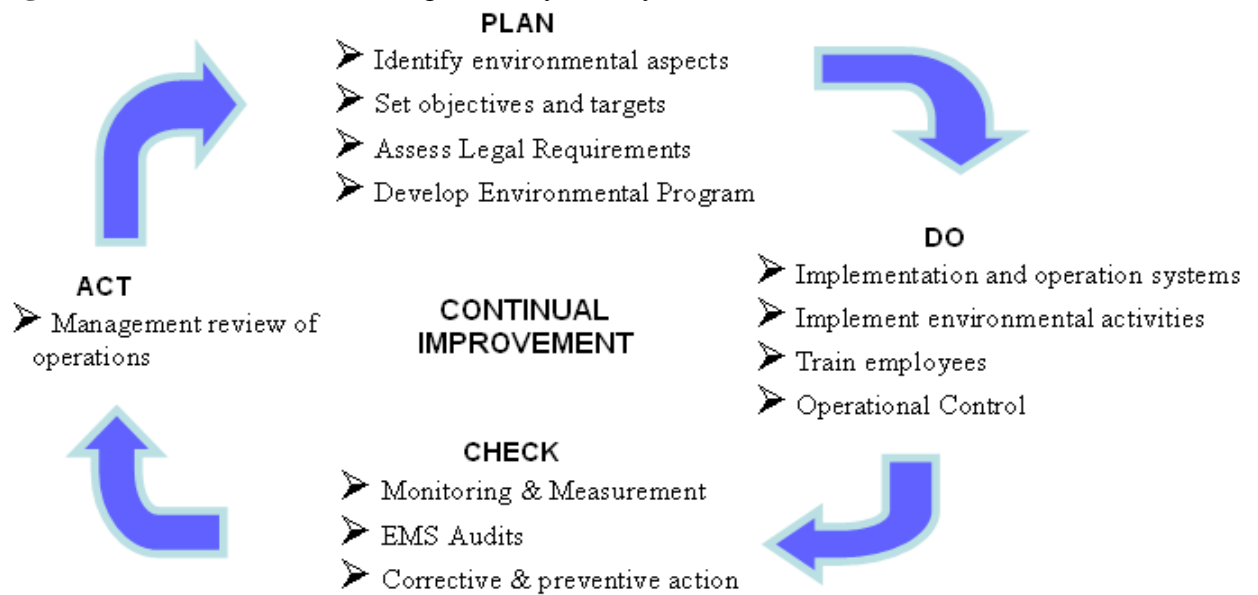 PLAN
Identify environmental aspects
Set objectives and targets
Assess Legal Requirements
Develop Environmental Program
DO
Implementation and operation systems
Implement environmental activities
Train employees
Operational Control
CHECK
Monitoring & Measurement
EMS Audits
Corrective & preventive action
ACT
Management review of
operations
CONTINUAL
IMPROVEMENT